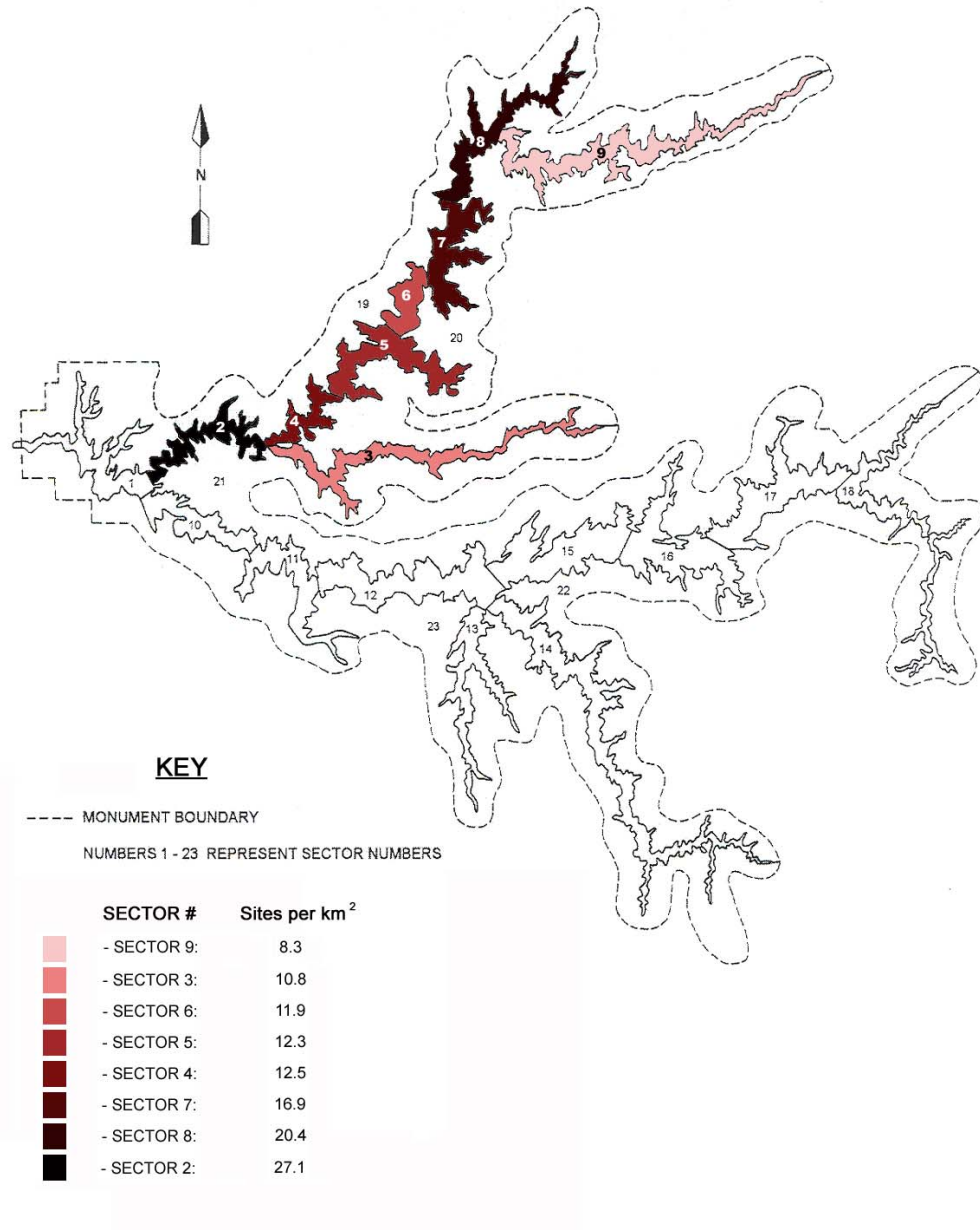 8
9
N
7
6
19
20
5
2
4
3
1
21
17
18
10
15
16
11
12
22
23
13
14
KEY
---- MONUMENT BOUNDARY
NUMBERS 1 - 23 REPRESENT SECTOR NUMBERS
SECTOR # Sites per km²
- SECTOR 9: 8.3
- SECTOR 3: 10.8
- SECTOR 6: 11.9
- SECTOR 5: 12.3
- SECTOR 4: 12.5
- SECTOR 7: 16.9
- SECTOR 8: 20.4
- SECTOR 2: 27.1